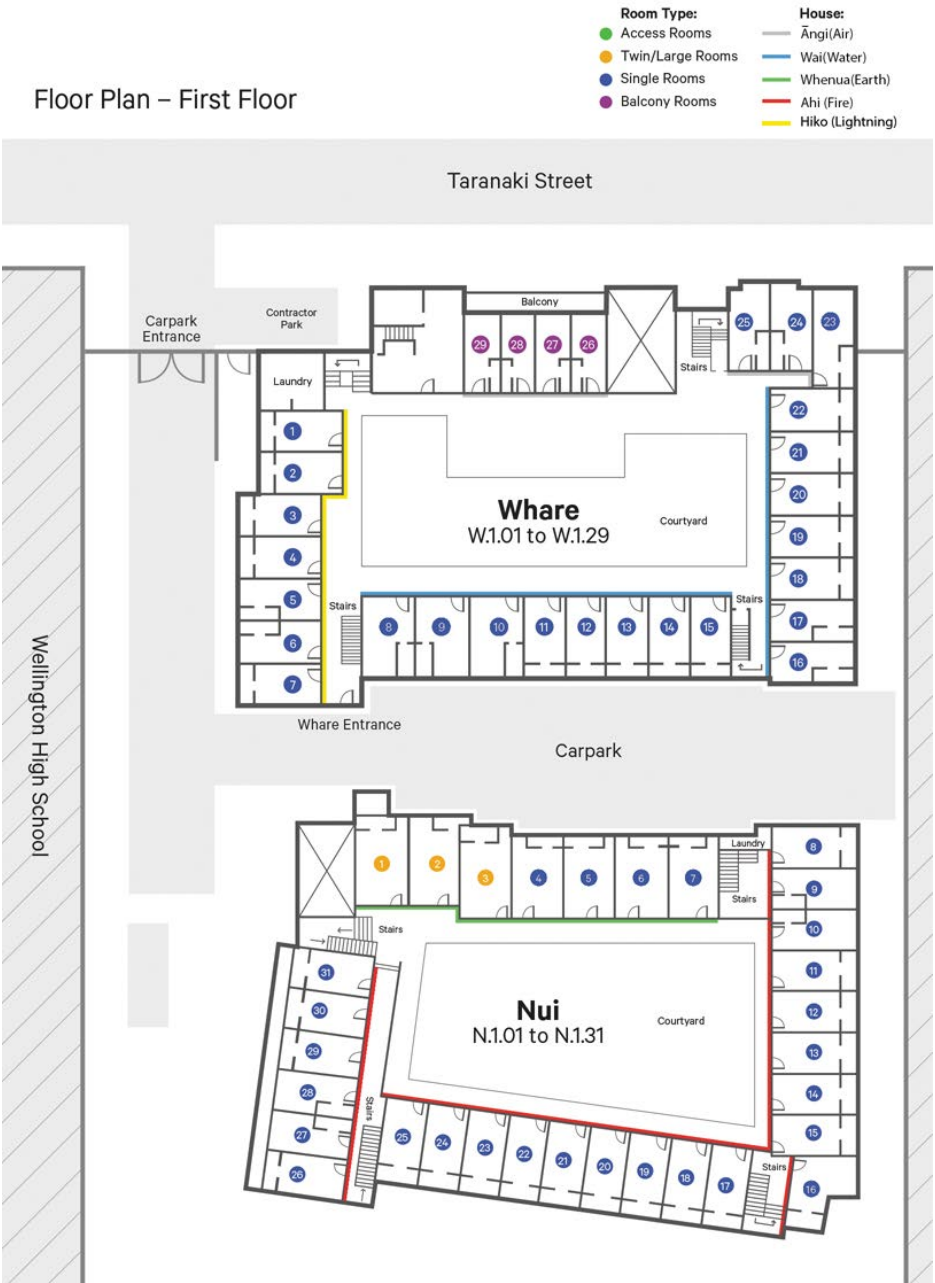 Room Type:
Access Rooms
Twin/Large Rooms
Single Rooms
Balcony Rooms
House:
Āngi(Air)
Wai(Water)
Whenua(Earth)
Ahi (Fire)
Hiko (Lightning)
Floor Plan – First Floor
Taranaki Street
Carpark
Entrance
Contractor
Park
Balcony
29
28
27
26
25
24
23
Stairs
Laundry
1
2
3
4
5
6
7
22
21
20
19
18
17
16
Whare
W.1.01 to W.1.29
Courtyard
Stairs
Stairs
8
9
10
11
12
13
14
15
Whare Entrance
Carpark
Wellington High School
1
2
3
4
5
6
7
Laundry
Stairs
8
9
10
11
12
13
14
15
16
Stairs
31
30
29
28
27
26
Nui
N.1.01 to N.1.31
Courtyard
Stairs
25
24
23
22
21
20
19
18
17
Stairs